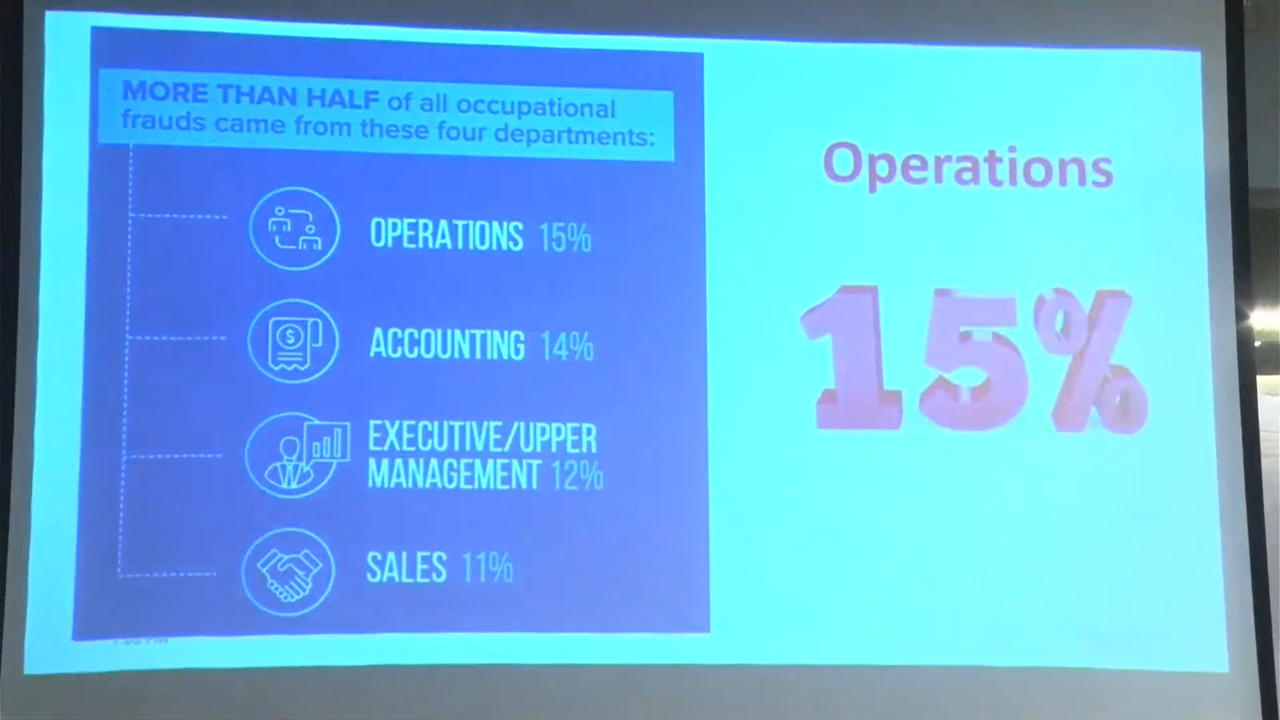 MORE THAN HALF of all occupational
frauds came from these four departments:
OPERATIONS 15%
$
ACCOUNTING 14%
EXECUTIVE/UPPER
MANAGEMENT 12%
SALES 11%
Operations
15%